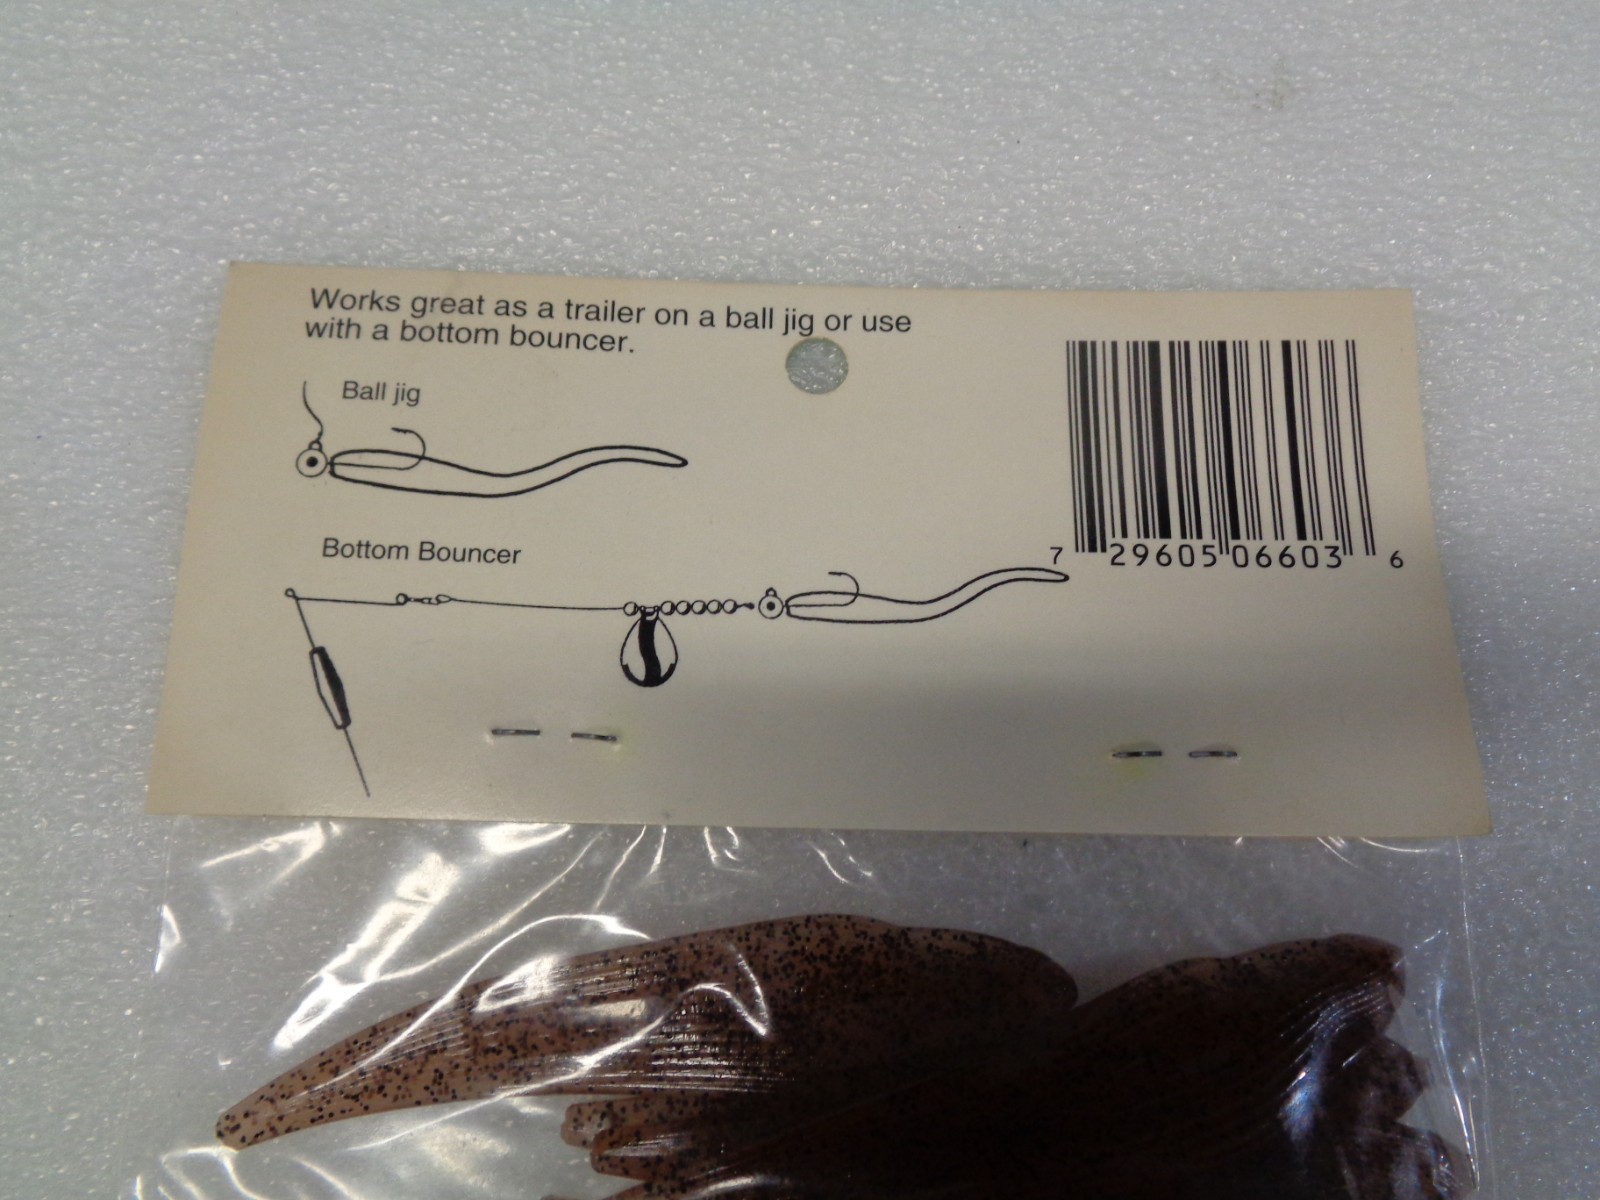 Works great as a trailer on a ball jig or use
with a bottom bouncer.
Ball jig
Bottom Bouncer
7 29605 06603 6